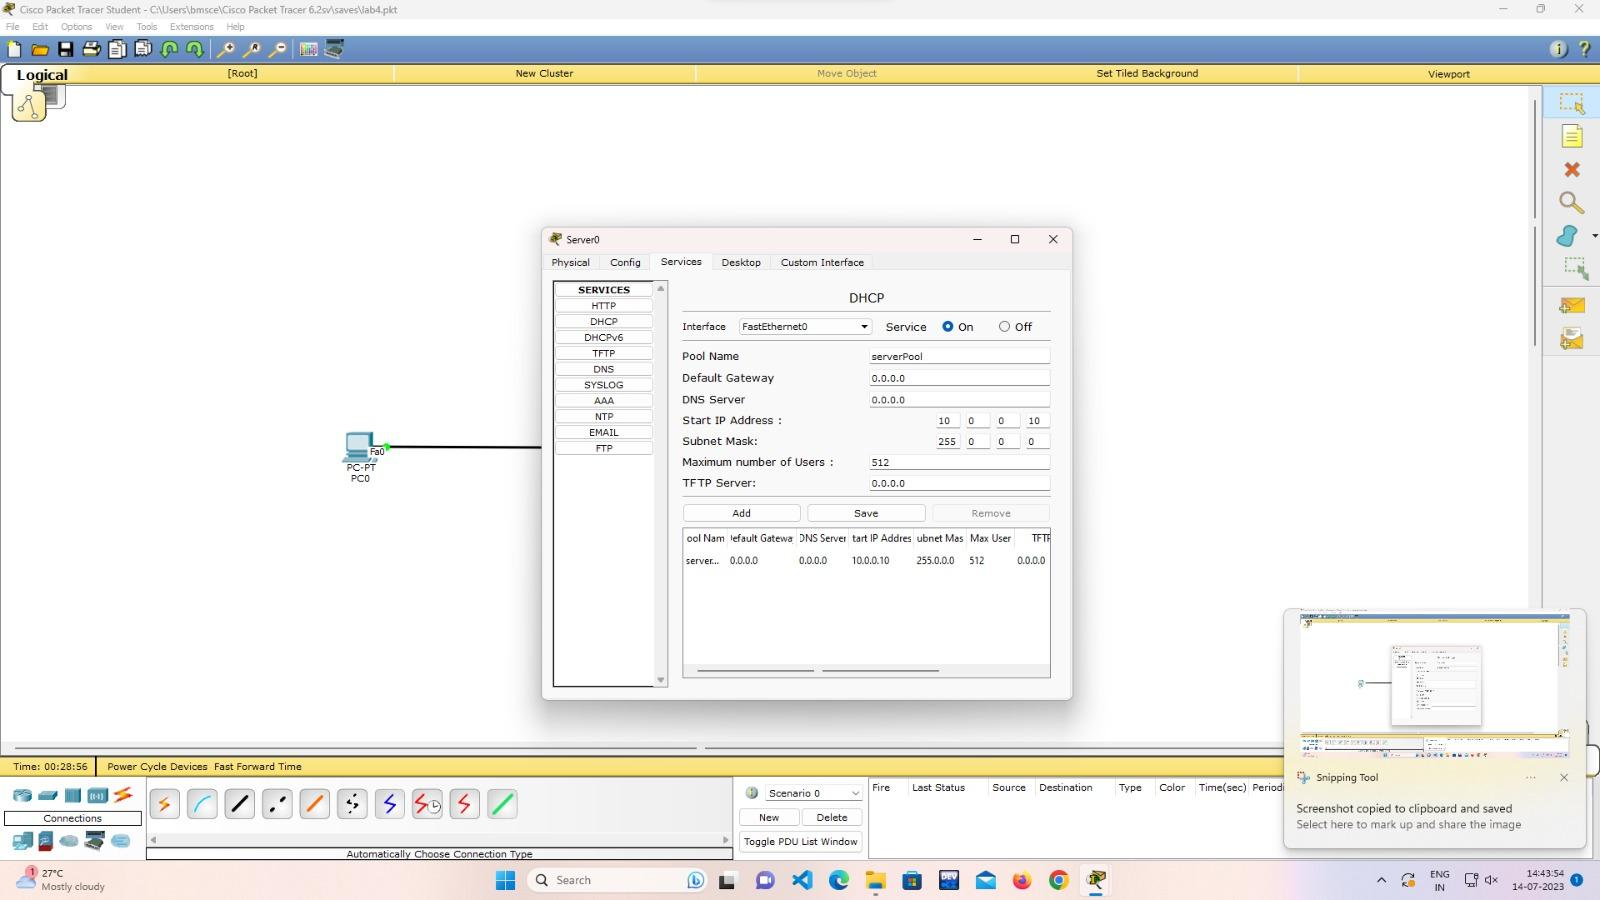 Cisco Packet Tracer Student - C:\Users\bmsce\Cisco Packet Tracer 6.2sv\saves\lab4.pkt
File Edit Options View Tools Extensions Help
Logical [Root] New Cluster Move Object Set Tiled Background Viewport
Server0
Physical Config Services Desktop Custom Interface
SERVICES
HTTP
DHCP
DHCPv6
TFTP
DNS
SYSLOG
AAA
NTP
EMAIL
FTP
DHCP
Interface FastEthernet0 Service On Off
Pool Name serverPool
Default Gateway 0.0.0.0
DNS Server 0.0.0.0
Start IP Address : 10 0 0 10
Subnet Mask: 255 0 0 0
Maximum number of Users : 512
TFTP Server: 0.0.0.0
Add Save Remove
ool Nam efault Gatewa DNS Server tart IP Addres ubnet Mas Max User TFTP
server... 0.0.0.0 0.0.0.0 10.0.0.10 255.0.0.0 512 0.0.0.0
Fa0
PC-PT
PC0
Time: 00:28:56 Power Cycle Devices Fast Forward Time
Connections
Automatically Choose Connection Type
Scenario 0
New Delete
Toggle PDU List Window
Fire Last Status Source Destination Type Color Time(sec) Periodi
Snipping Tool
Screenshot copied to clipboard and saved
Select here to mark up and share the image
1
27°C
Mostly cloudy
Search
DEV
ENG
IN
14:43:54
14-07-2023
1